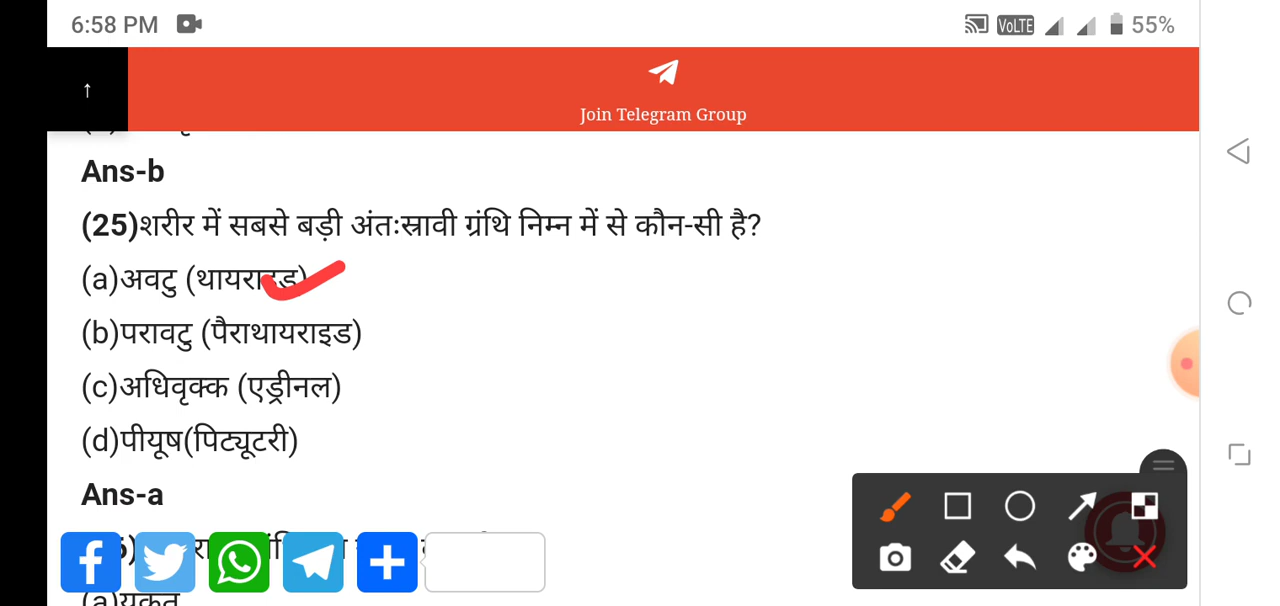 6:58 PM
VoLTE 55%
↑
Join Telegram Group
Ans-b
(25)शरीर में सबसे बड़ी अंतःस्रावी ग्रंथि निम्न में से कौन-सी है?
(a)अवटु (थायराइड)
(b)परावटु (पैराथायराइड)
(c)अधिवृक्क (एड्रीनल)
(d)पीयूष(पिट्यूटरी)
Ans-a
(a)यकृत